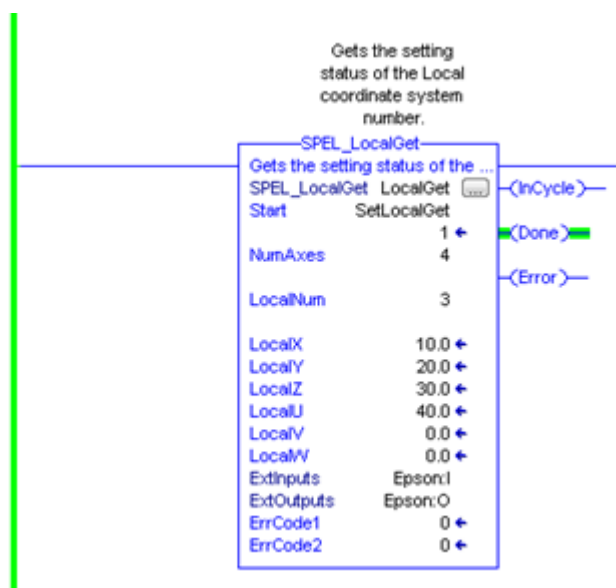 Gets the setting
status of the Local
coordinate system
number.
SPEL_LocalGet
Gets the setting status of the ...
SPEL_LocalGet LocalGet ...
(InCycle)
Start SetLocalGet
1
(Done)
NumAxes 4
(Error)
LocalNum 3
LocalX 10.0
LocalY 20.0
LocalZ 30.0
LocalU 40.0
LocalV 0.0
LocalW 0.0
ExtInputs Epson:I
ExtOutputs Epson:O
ErrCode1 0
ErrCode2 0